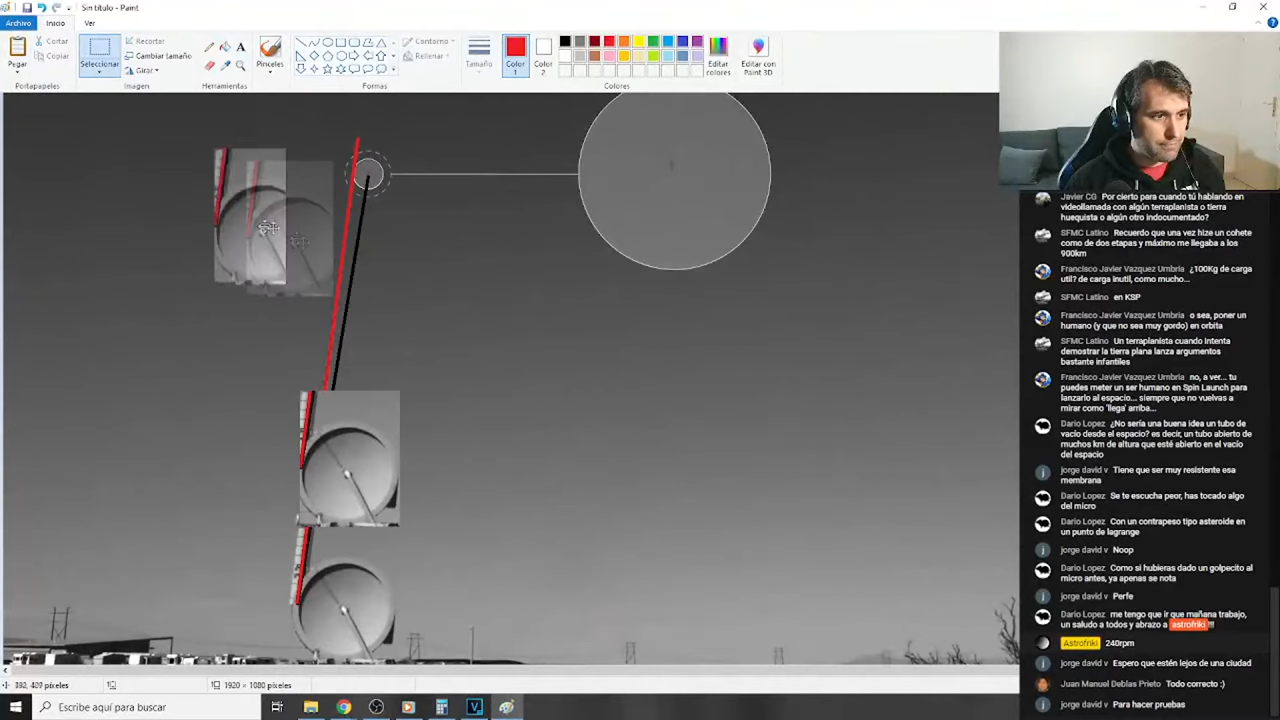 Sin título - Paint
Archivo Inicio Ver
Pegar
Cortar
Copiar
Portapapeles
Seleccionar
Recortar
Cambiar tamaño
Girar
Imagen
A
Herramientas
Pinceles
Contorno
Rellenar
Formas
Tamaño
Color 1
Color 2
Editar colores
Colores
Editar con Paint 3D
Javier CG Por cierto para cuando tú hablando en
videollamada con algún terraplanista o tierra
huequista o algún otro indocumentado?
SFMC Latino Recuerdo que una vez hize un cohete
como de dos etapas y máximo me llegaba a los
900km
Francisco Javier Vazquez Umbria ¿100Kg de carga
util? de carga inutil, como mucho...
SFMC Latino en KSP
Francisco Javier Vazquez Umbria o sea, poner un
humano (y que no sea muy gordo) en orbita
SFMC Latino Un terraplanista cuando intenta
demostrar la tierra plana lanza argumentos
bastante infantiles
Francisco Javier Vazquez Umbria no, a ver... tu
puedes meter un ser humano en Spin Launch para
lanzarlo al espacio... siempre que no vuelvas a
mirar como 'llega' arriba...
Dario Lopez ¿No sería una buena idea un tubo de
vacío desde el espacio? es decir, un tubo abierto de
muchos km de altura que esté abierto en el vacío
del espacio
jorge david v Tiene que ser muy resistente esa
membrana
Dario Lopez Se te escucha peor, has tocado algo
del micro
Dario Lopez Con un contrapeso tipo asteroide en
un punto de lagrange
jorge david v Noop
Dario Lopez Como si hubieras dado un golpecito al
micro antes, ya apenas se nota
jorge david v Perfe
Dario Lopez me tengo que ir que mañana trabajo,
un saludo a todos y abrazo a astrofriki !!!
Astrofriki 240rpm
jorge david v Espero que estén lejos de una ciudad
Juan Manuel Deblas Prieto Todo correcto :)
jorge david v Para hacer pruebas
1920 × 1080 píxeles
Escribe aquí para buscar